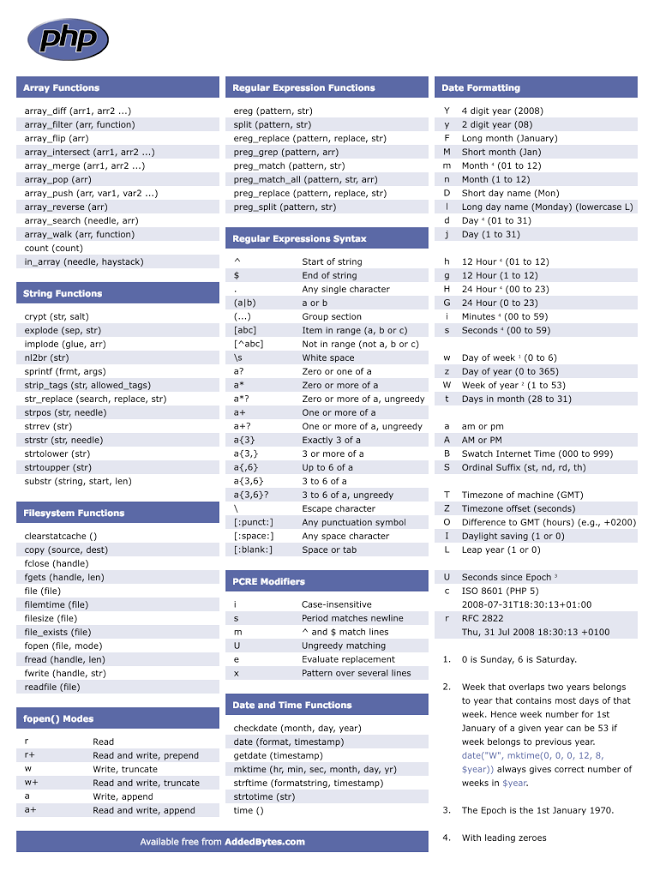 php
Array Functions
array_diff (arr1, arr2 ...)
array_filter (arr, function)
array_flip (arr)
array_intersect (arr1, arr2 ...)
array_merge (arr1, arr2 ...)
array_pop (arr)
array_push (arr, var1, var2 ...)
array_reverse (arr)
array_search (needle, arr)
array_walk (arr, function)
count (count)
in_array (needle, haystack)
String Functions
crypt (str, salt)
explode (sep, str)
implode (glue, arr)
nl2br (str)
sprintf (frmt, args)
strip_tags (str, allowed_tags)
str_replace (search, replace, str)
strpos (str, needle)
strrev (str)
strstr (str, needle)
strtolower (str)
strtoupper (str)
substr (string, start, len)
Filesystem Functions
clearstatcache ()
copy (source, dest)
fclose (handle)
fgets (handle, len)
file (file)
filemtime (file)
filesize (file)
file_exists (file)
fopen (file, mode)
fread (handle, len)
fwrite (handle, str)
readfile (file)
fopen() Modes
r Read
r+ Read and write, prepend
w Write, truncate
w+ Read and write, truncate
a Write, append
a+ Read and write, append
Regular Expression Functions
ereg (pattern, str)
split (pattern, str)
ereg_replace (pattern, replace, str)
preg_grep (pattern, arr)
preg_match (pattern, str)
preg_match_all (pattern, str, arr)
preg_replace (pattern, replace, str)
preg_split (pattern, str)
Regular Expressions Syntax
^ Start of string
$ End of string
. Any single character
(a|b) a or b
(...) Group section
[abc] Item in range (a, b or c)
[^abc] Not in range (not a, b or c)
\s White space
a? Zero or one of a
a* Zero or more of a
a*? Zero or more of a, ungreedy
a+ One or more of a
a+? One or more of a, ungreedy
a{3} Exactly 3 of a
a{3,} 3 or more of a
a{,6} Up to 6 of a
a{3,6} 3 to 6 of a
a{3,6}? 3 to 6 of a, ungreedy
\ Escape character
[:punct:] Any punctuation symbol
[:space:] Any space character
[:blank:] Space or tab
PCRE Modifiers
i Case-insensitive
s Period matches newline
m ^ and $ match lines
U Ungreedy matching
e Evaluate replacement
x Pattern over several lines
Date and Time Functions
checkdate (month, day, year)
date (format, timestamp)
getdate (timestamp)
mktime (hr, min, sec, month, day, yr)
strftime (formatstring, timestamp)
strtotime (str)
time ()
Date Formatting
Y 4 digit year (2008)
y 2 digit year (08)
F Long month (January)
M Short month (Jan)
m Month ⁴ (01 to 12)
n Month (1 to 12)
D Short day name (Mon)
l Long day name (Monday) (lowercase L)
d Day ⁴ (01 to 31)
j Day (1 to 31)
h 12 Hour ⁴ (01 to 12)
g 12 Hour (1 to 12)
H 24 Hour ⁴ (00 to 23)
G 24 Hour (0 to 23)
i Minutes ⁴ (00 to 59)
s Seconds ⁴ (00 to 59)
w Day of week ¹ (0 to 6)
z Day of year (0 to 365)
W Week of year ² (1 to 53)
t Days in month (28 to 31)
a am or pm
A AM or PM
B Swatch Internet Time (000 to 999)
S Ordinal Suffix (st, nd, rd, th)
T Timezone of machine (GMT)
Z Timezone offset (seconds)
O Difference to GMT (hours) (e.g., +0200)
I Daylight saving (1 or 0)
L Leap year (1 or 0)
U Seconds since Epoch ³
c ISO 8601 (PHP 5)
2008-07-31T18:30:13+01:00
r RFC 2822
Thu, 31 Jul 2008 18:30:13 +0100
1. 0 is Sunday, 6 is Saturday.
2. Week that overlaps two years belongs
to year that contains most days of that
week. Hence week number for 1st
January of a given year can be 53 if
week belongs to previous year.
date("W", mktime(0, 0, 0, 12, 8,
$year)) always gives correct number of
weeks in $year.
3. The Epoch is the 1st January 1970.
4. With leading zeroes
Available free from AddedBytes.com